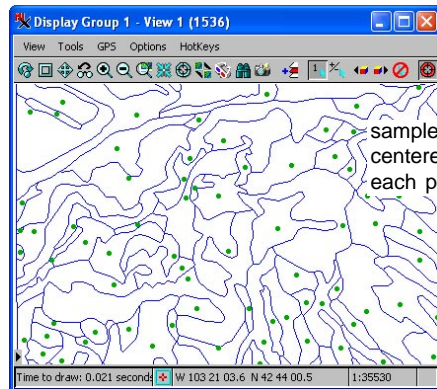 Display Group 1 - View 1 (1536)
View Tools GPS Options HotKeys
sample
centere
each p
Time to draw: 0.021 seconds W 103 21 03.6 N 42 44 00.5 1:35530